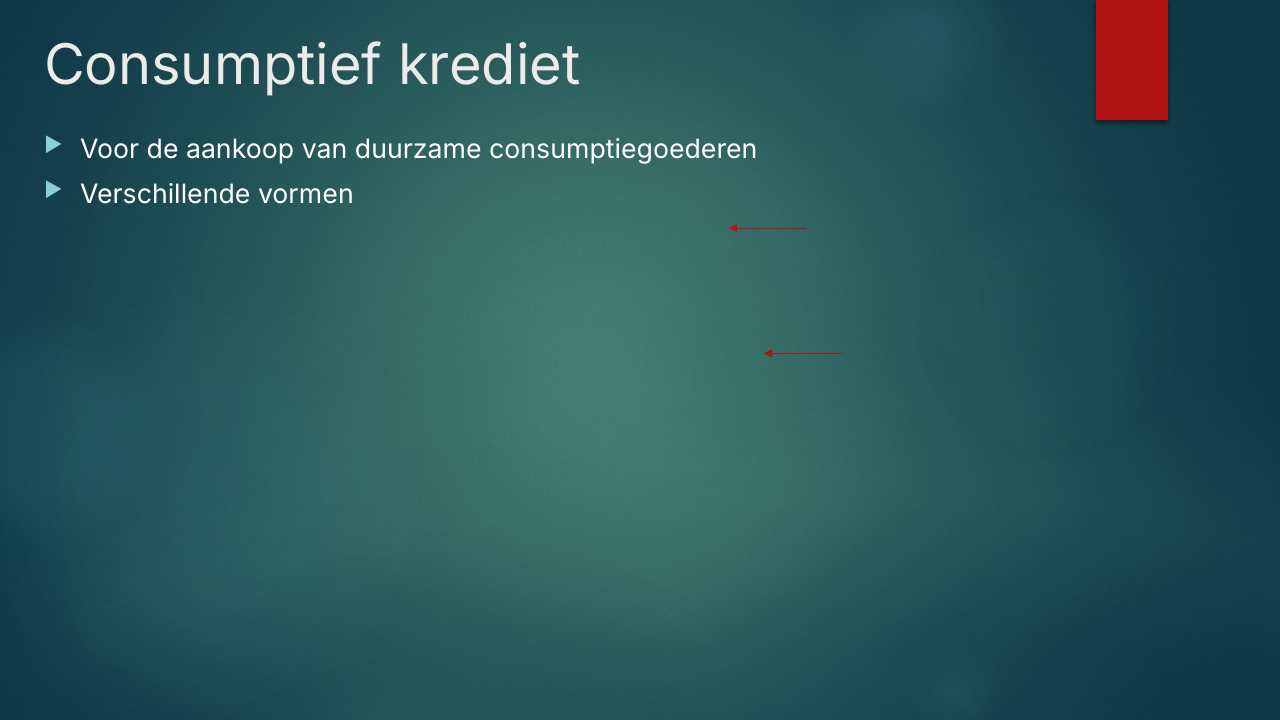 Consumptief krediet
Voor de aankoop van duurzame consumptiegoederen
Verschillende vormen